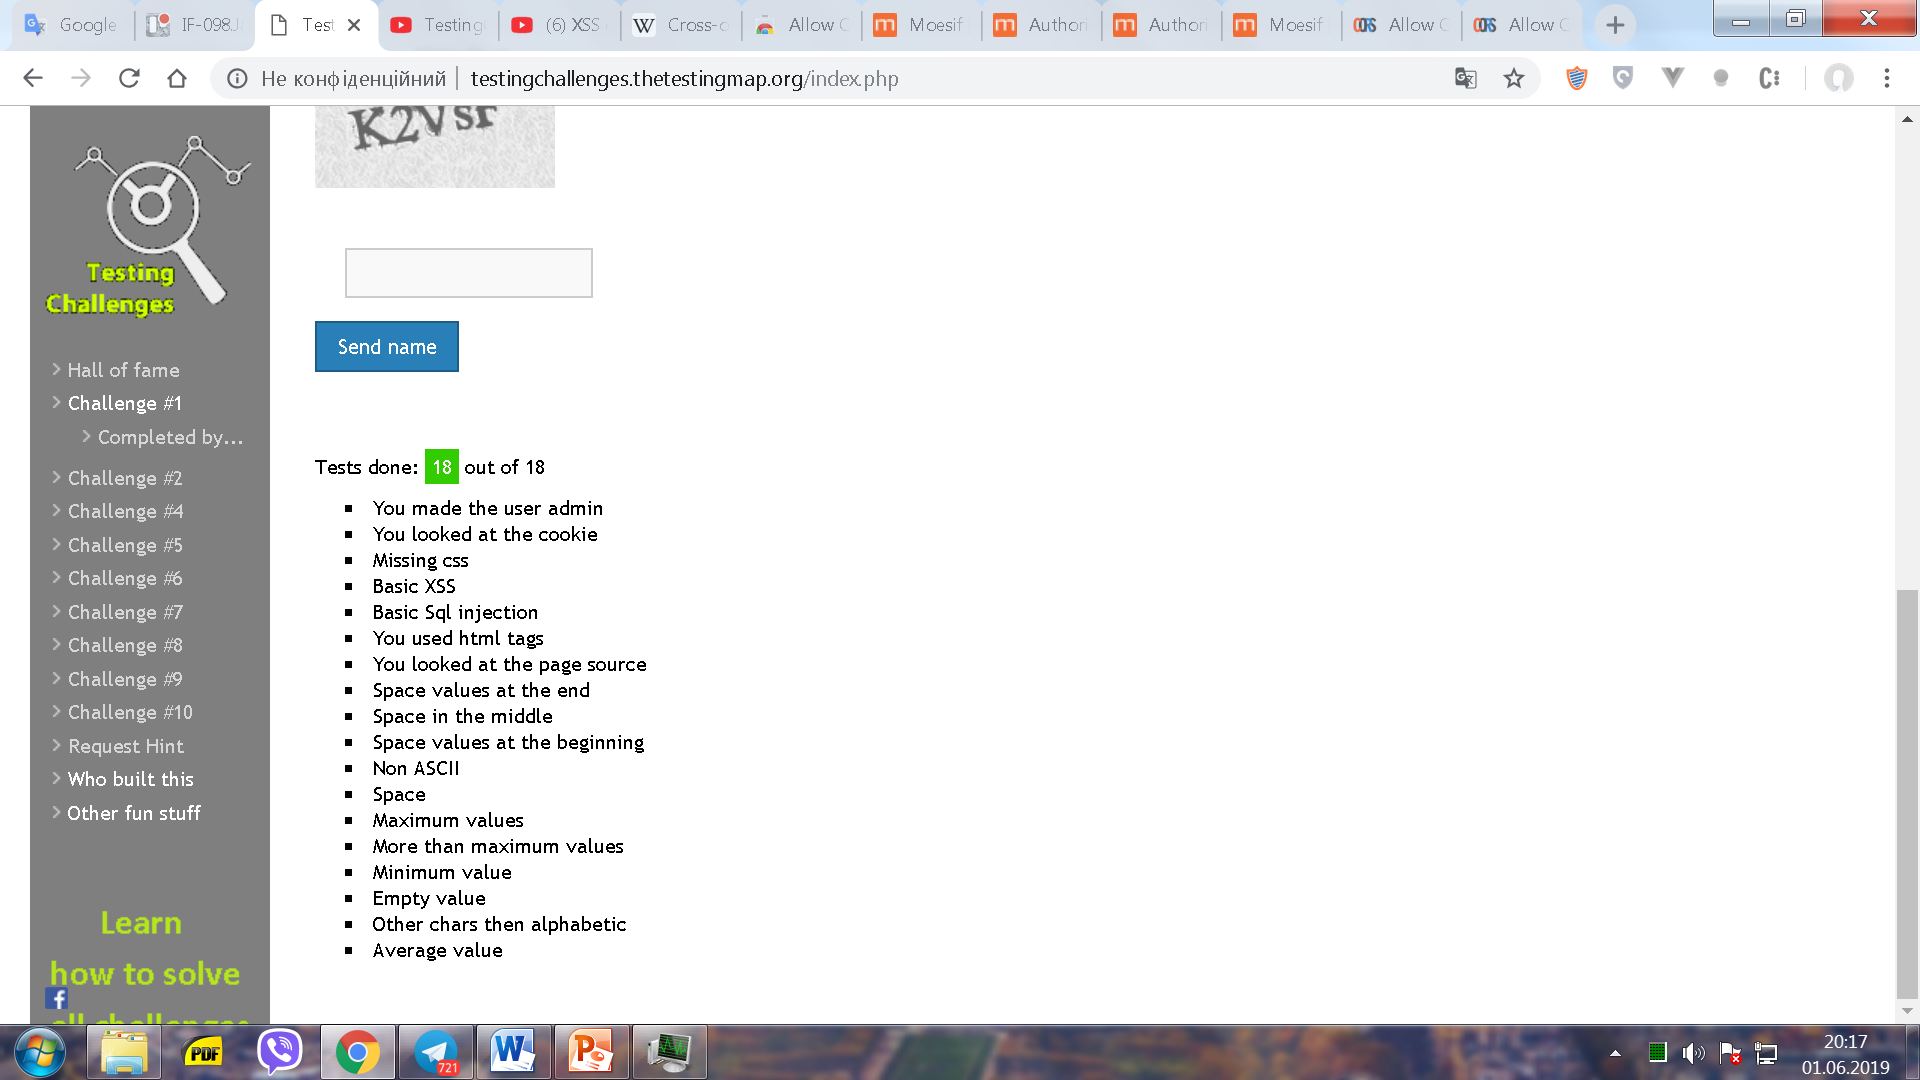 Google
IF-098.J
Test
Testing
(6) XSS
Cross-o
Allow C
Moesif
Authori
Authori
Moesif
Allow C
Allow C
Не конфіденційний
testingchallenges.thetestingmap.org/index.php
K2Vsr
Testing
Challenges
Hall of fame
Challenge #1
Completed by...
Challenge #2
Challenge #4
Challenge #5
Challenge #6
Challenge #7
Challenge #8
Challenge #9
Challenge #10
Request Hint
Who built this
Other fun stuff
Learn
how to solve
all challenges
Send name
Tests done: 18 out of 18
You made the user admin
You looked at the cookie
Missing css
Basic XSS
Basic Sql injection
You used html tags
You looked at the page source
Space values at the end
Space in the middle
Space values at the beginning
Non ASCII
Space
Maximum values
More than maximum values
Minimum value
Empty value
Other chars then alphabetic
Average value
PDF
721
20:17
01.06.2019